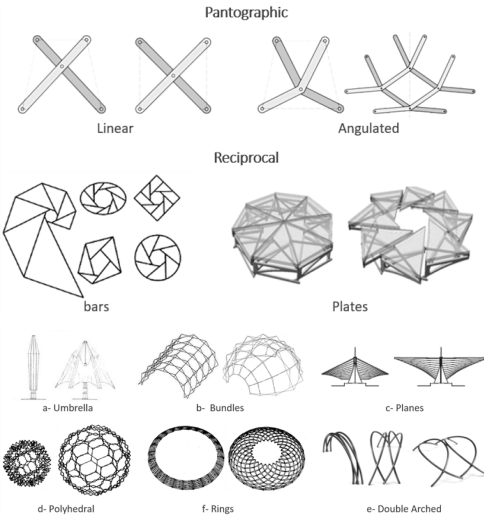 Pantographic
Linear
Angulated
Reciprocal
bars
Plates
a- Umbrella
b- Bundles
c- Planes
d- Polyhedral
f- Rings
e- Double Arched